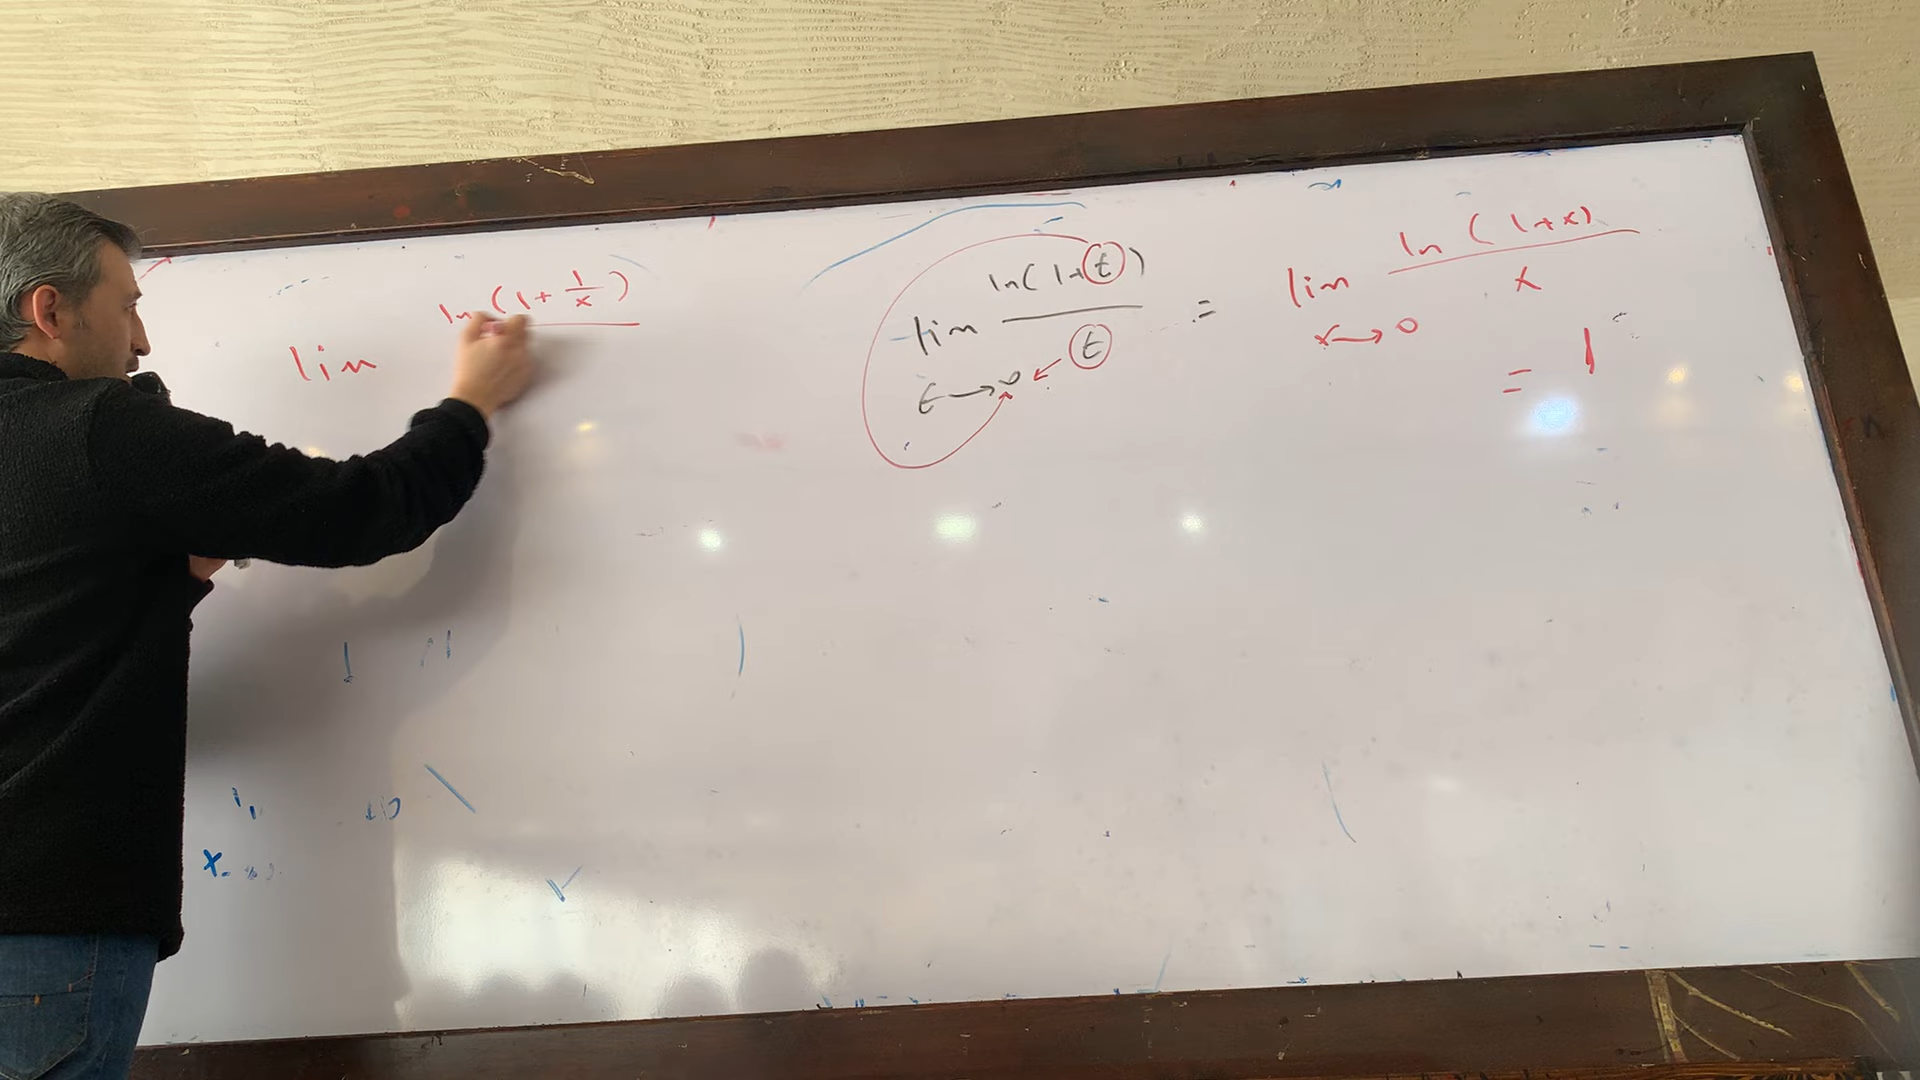 lim ln(1+1/x)
lim t→0 ln(1+t)/t = lim x→0 ln(1+x)/x
= 1
x